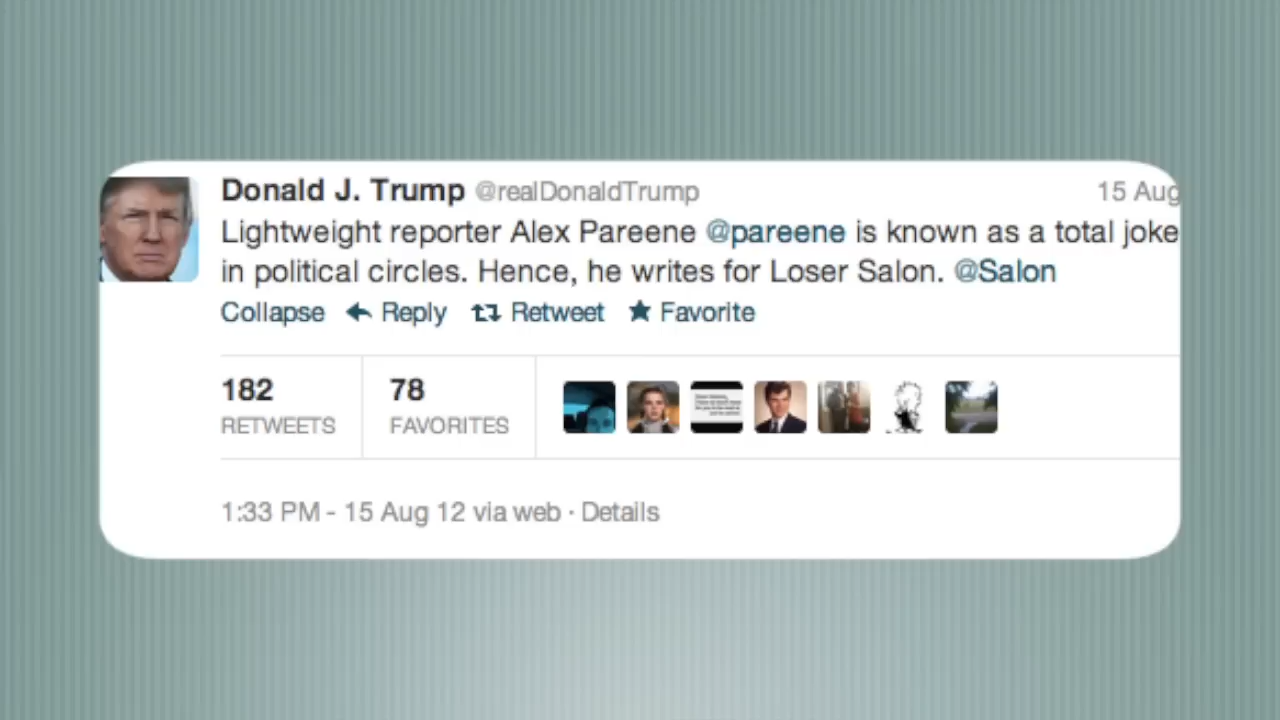 Donald J. Trump @realDonaldTrump 15 Aug
Lightweight reporter Alex Pareene @pareene is known as a total joke
in political circles. Hence, he writes for Loser Salon. @Salon
Collapse Reply Retweet Favorite
182 78
RETWEETS FAVORITES
1:33 PM - 15 Aug 12 via web · Details